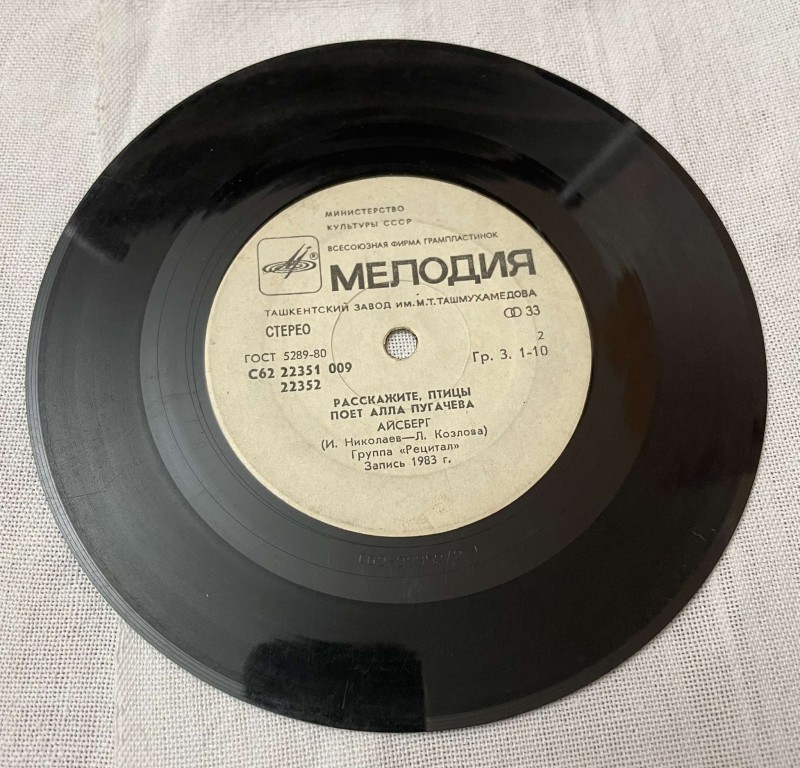 МИНИСТЕРСТВО
КУЛЬТУРЫ СССР
ВСЕСОЮЗНАЯ ФИРМА ГРАМПЛАСТИНОК
®
МЕЛОДИЯ
ТАШКЕНТСКИЙ ЗАВОД ИМ. М. Т. ТАШМУХАМЕДОВА
СТЕРЕО
33
ГОСТ 5289-80
2
С62 22351 009
Гр. 3. 1-10
22352
РАССКАЖИТЕ, ПТИЦЫ
ПОЕТ АЛЛА ПУГАЧЕВА
АЙСБЕРГ
(И. Николаев—Л. Козлова)
Группа «Рецитал»
Запись 1983 г.